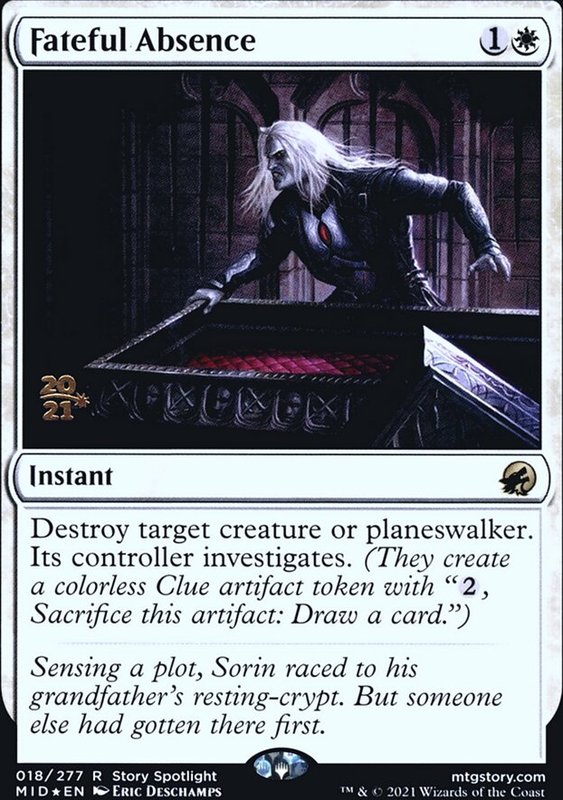 Fateful Absence 1
20
21
Instant
Destroy target creature or planeswalker.
Its controller investigates. (They create
a colorless Clue artifact token with “2,
Sacrifice this artifact: Draw a card.”)
Sensing a plot, Sorin raced to his
grandfather’s resting-crypt. But someone
else had gotten there first.
018/277 R Story Spotlight mtgstory.com
MID★EN Eric Deschamps ™ & © 2021 Wizards of the Coast